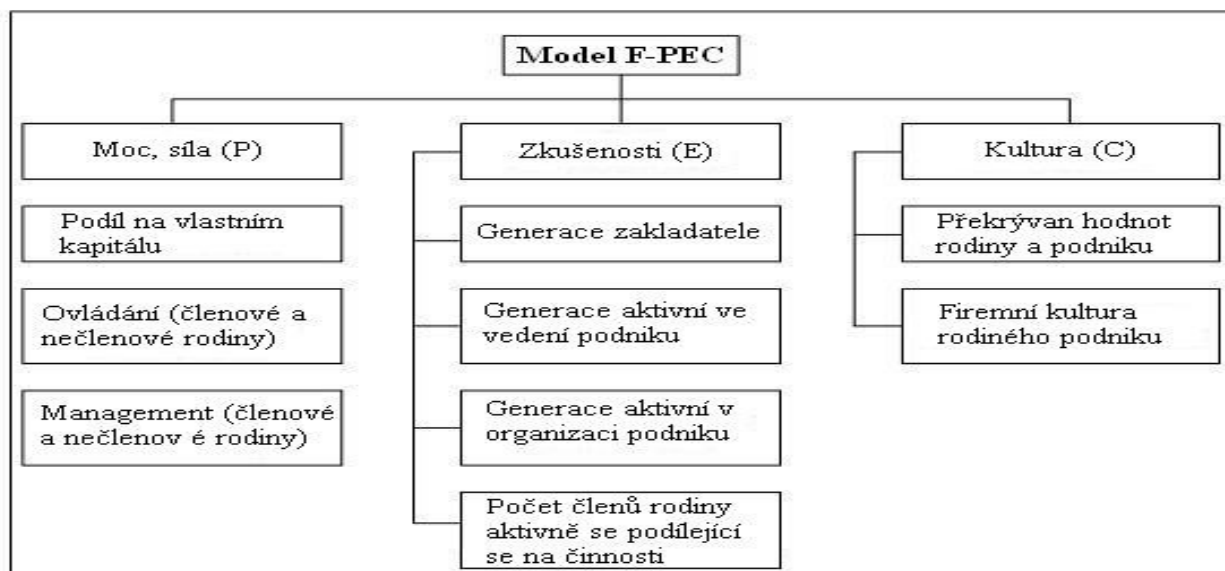 Model F-PEC
Moc, síla (P)
Podíl na vlastním
kapitálu
Ovládání (členové a
nečlenové rodiny)
Management (členové
a nečlenov é rodiny)
Zkušenosti (E)
Generace zakladatele
Generace aktivní ve
vedení podniku
Generace aktivní v
organizaci podniku
Počet členů rodiny
aktivně se podílející
se na činnosti
Kultura (C)
Překrývan hodnot
rodiny a podniku
Firemní kultura
rodiného podniku